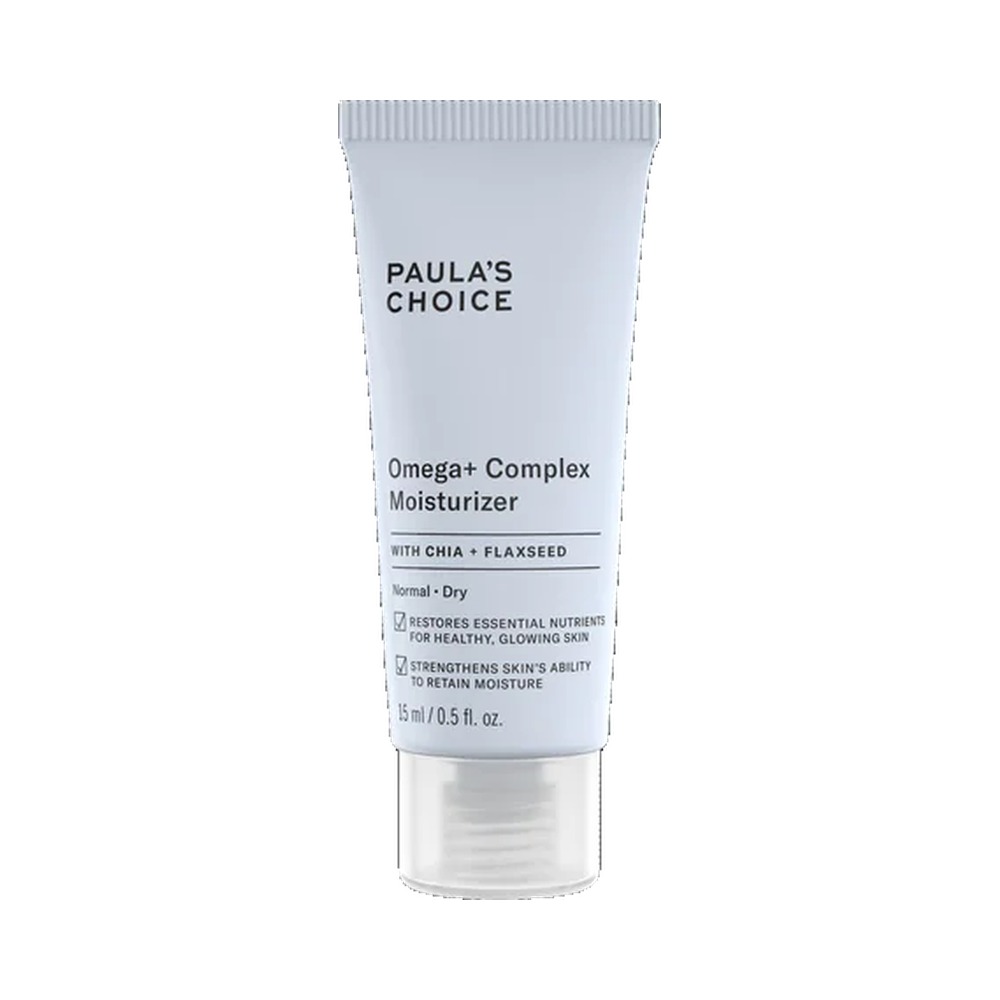 PAULA'S
CHOICE
Omega+ Complex
Moisturizer
WITH CHIA + FLAXSEED
Normal • Dry
RESTORES ESSENTIAL NUTRIENTS
FOR HEALTHY, GLOWING SKIN
STRENGTHENS SKIN'S ABILITY
TO RETAIN MOISTURE
15 ml / 0.5 fl. oz.